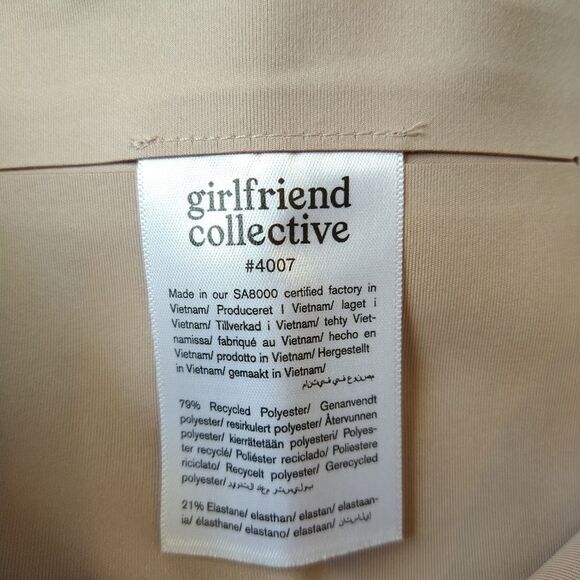 girlfriend
collective
#4007
Made in our SA8000 certified factory in
Vietnam/ Produceret I Vietnam/ laget i
Vietnam/ Tillverkad i Vietnam/ tehty Viet-
namissa/ fabriqué au Vietnam/ hecho en
Vietnam/ prodotto in Vietnam/ Hergestellt
in Vietnam/ gemaakt in Vietnam/
79% Recycled Polyester/ Genanvendt
polyester/ resirkulert polyester/ Återvunnen
polyester/ kierrätetään polyesteri/ Polyes-
ter recyclé/ Poliéster reciclado/ Poliestere
riciclato/ Recycelt polyester/ Gerecycled
polyester/
21% Elastane/ elasthan/ elastan/ elastaan-
ia/ élasthane/ elastano/ elastaan/